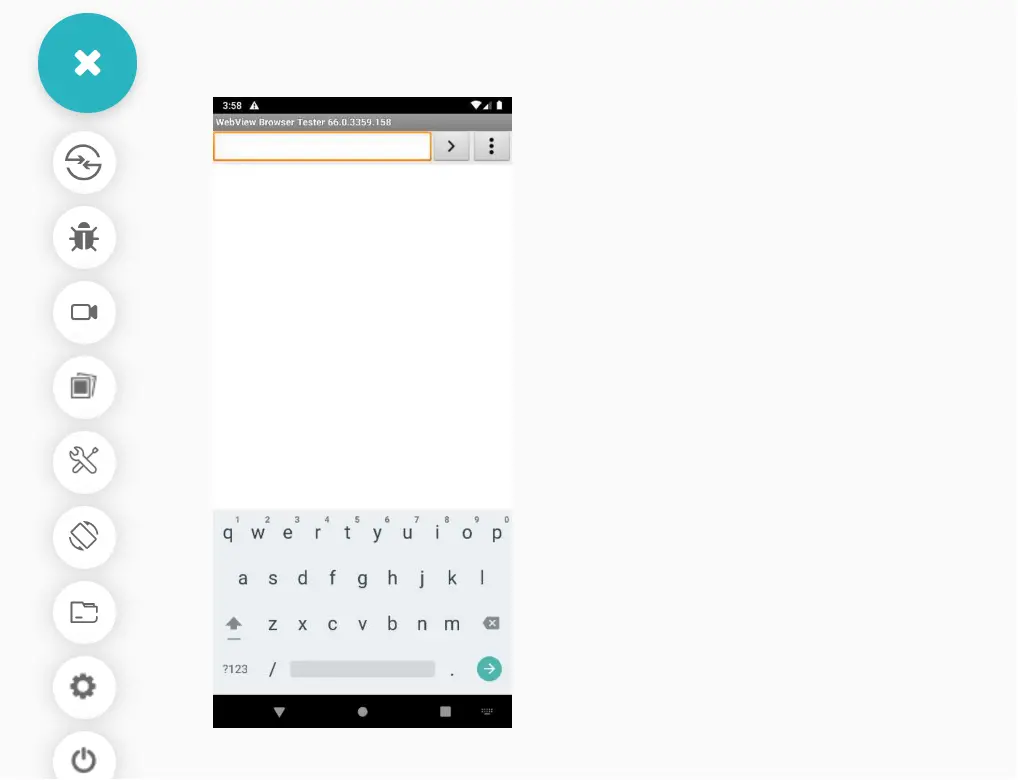 3:58
WebView Browser Tester 66.0.3359.158
1 2 3 4 5 6 7 8 9 0
q w e r t y u i o p
a s d f g h j k l
z x c v b n m
?123 / .